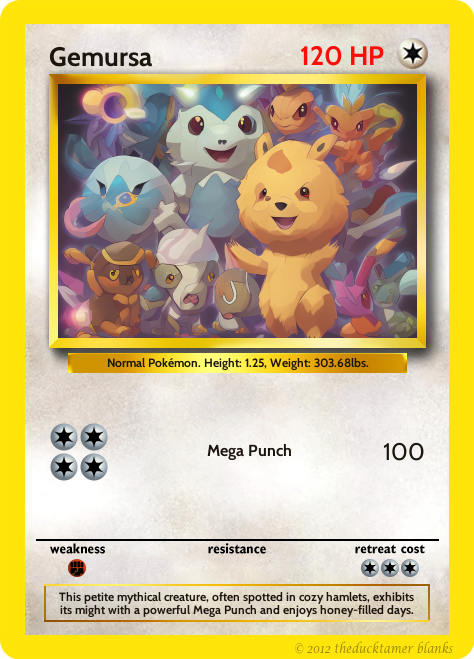 Gemursa 120 HP
Normal Pokémon. Height: 1.25, Weight: 303.68lbs.
Mega Punch 100
weakness resistance retreat cost
This petite mythical creature, often spotted in cozy hamlets, exhibits
its might with a powerful Mega Punch and enjoys honey-filled days.
© 2012 theducktamer blanks